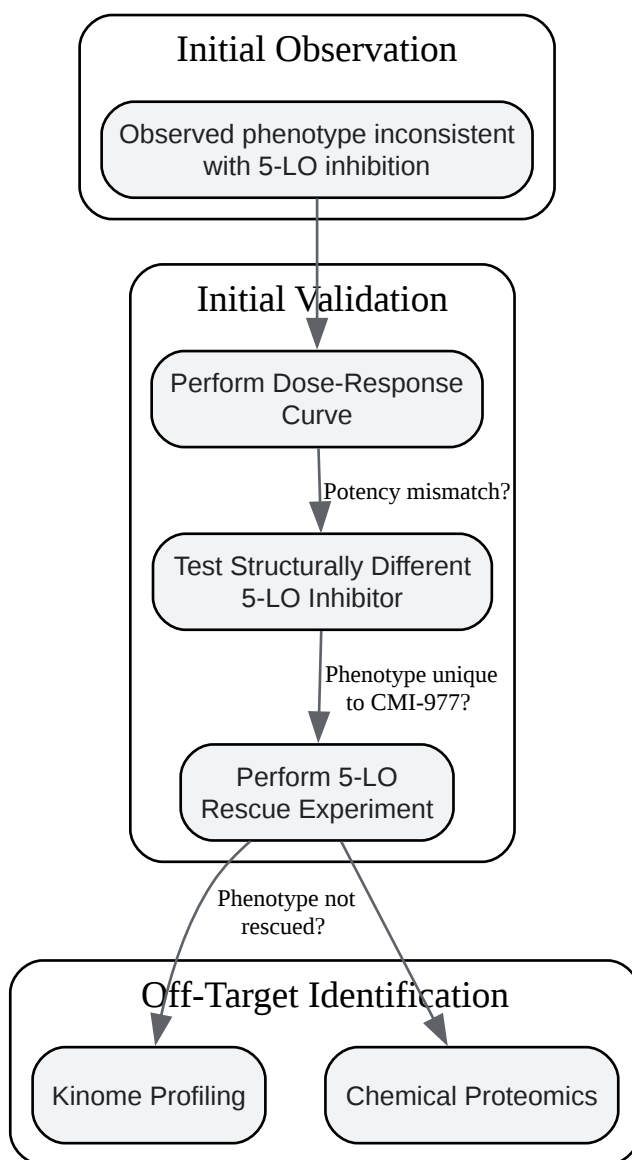 Initial Observation
Observed phenotype inconsistent
with 5-LO inhibition
Initial Validation
Perform Dose-Response
Curve
Potency mismatch?
Test Structurally Different
5-LO Inhibitor
Phenotype unique
to CMI-977?
Perform 5-LO
Rescue Experiment
Phenotype not
rescued?
Off-Target Identification
Kinome Profiling
Chemical Proteomics